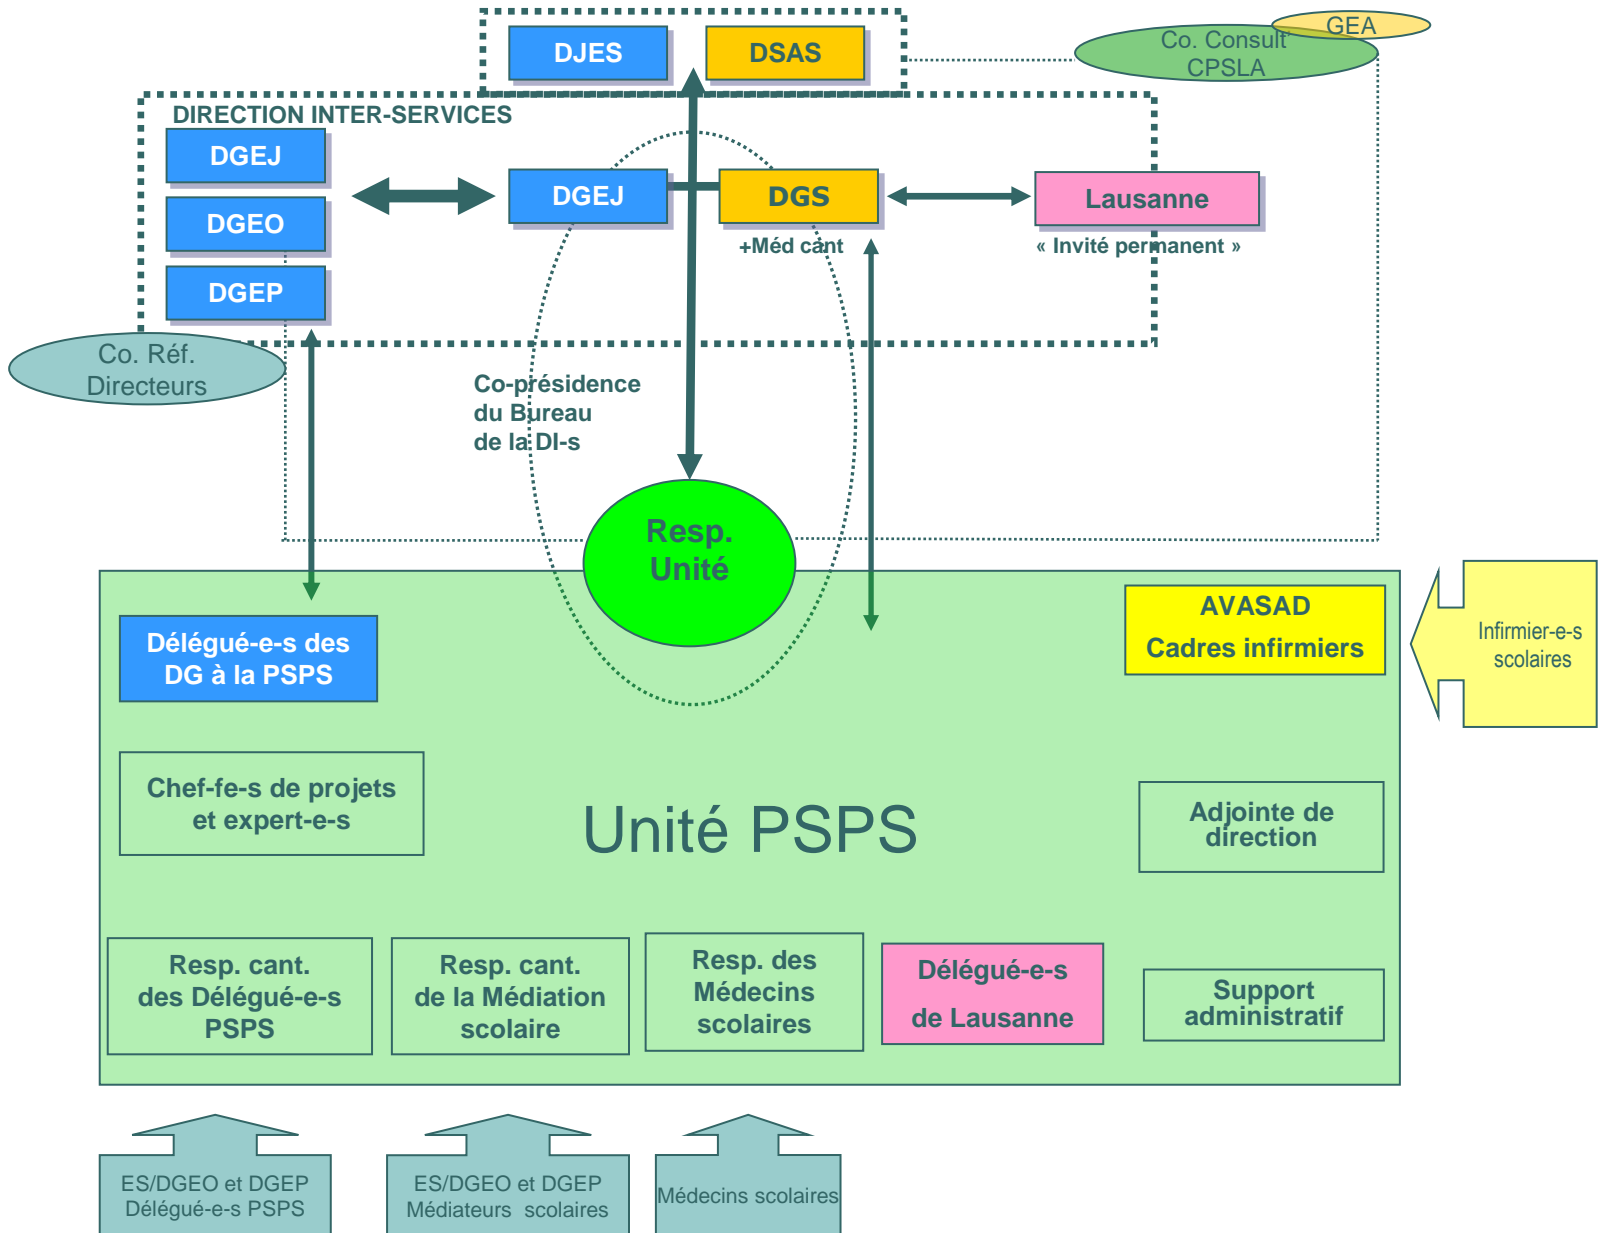 GEA
Co. Consult
CPSLA
DJES
DSAS
DIRECTION INTER-SERVICES
DGEJ
DGEO
DGEP
DGEJ
DGS
+Méd cant
Lausanne
« Invité permanent »
Co. Réf.
Directeurs
Co-présidence
du Bureau
de la DI-s
Resp.
Unité
Délégué-e-s des
DG à la PSPS
AVASAD
Cadres infirmiers
Infirmier-e-s
scolaires
Chef-fe-s de projets
et expert-e-s
Unité PSPS
Adjointe de
direction
Resp. cant.
des Délégué-e-s
PSPS
Resp. cant.
de la Médiation
scolaire
Resp. des
Médecins
scolaires
Délégué-e-s
de Lausanne
Support
administratif
ES/DGEO et DGEP
Délégué-e-s PSPS
ES/DGEO et DGEP
Médiateurs scolaires
Médecins scolaires